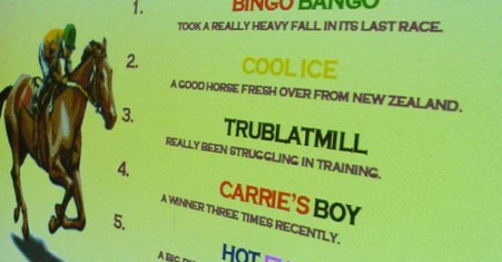 1. BINGO BANGO
TOOK A REALLY HEAVY FALL IN ITS LAST RACE.
2. COOL ICE
A GOOD HORSE FRESH OVER FROM NEW ZEALAND.
3. TRUBLATMILL
REALLY BEEN STRUGGLING IN TRAINING.
4. CARRIE'S BOY
A WINNER THREE TIMES RECENTLY.
5. HOT
A BIG